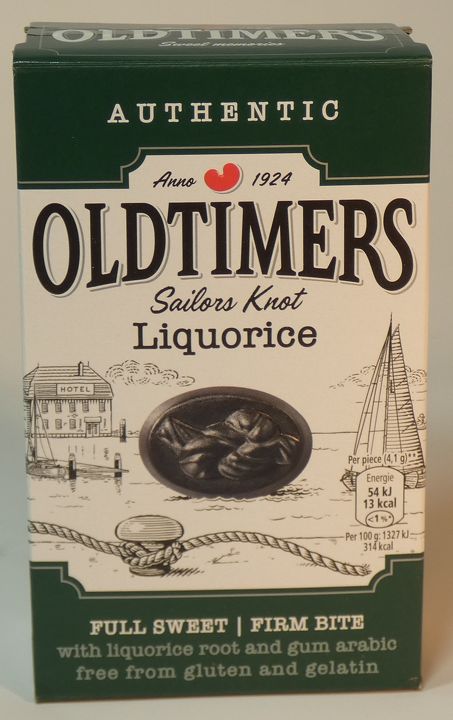 OLDTIMERS
Sweet memories
AUTHENTIC
Anno 1924
OLDTIMERS
Sailors Knot
Liquorice
HOTEL
Per piece (4,1 g)**
Energie
54 kJ
13 kcal
<1%*
Per 100 g: 1327 kJ
314 kcal
FULL SWEET | FIRM BITE
with liquorice root and gum arabic
free from gluten and gelatin